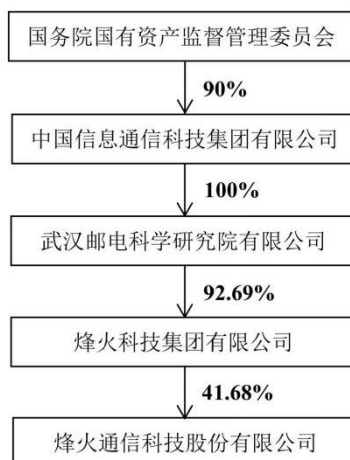 国务院国有资产监督管理委员会
90%
中国信息通信科技集团有限公司
100%
武汉邮电科学研究院有限公司
92.69%
烽火科技集团有限公司
41.68%
烽火通信科技股份有限公司